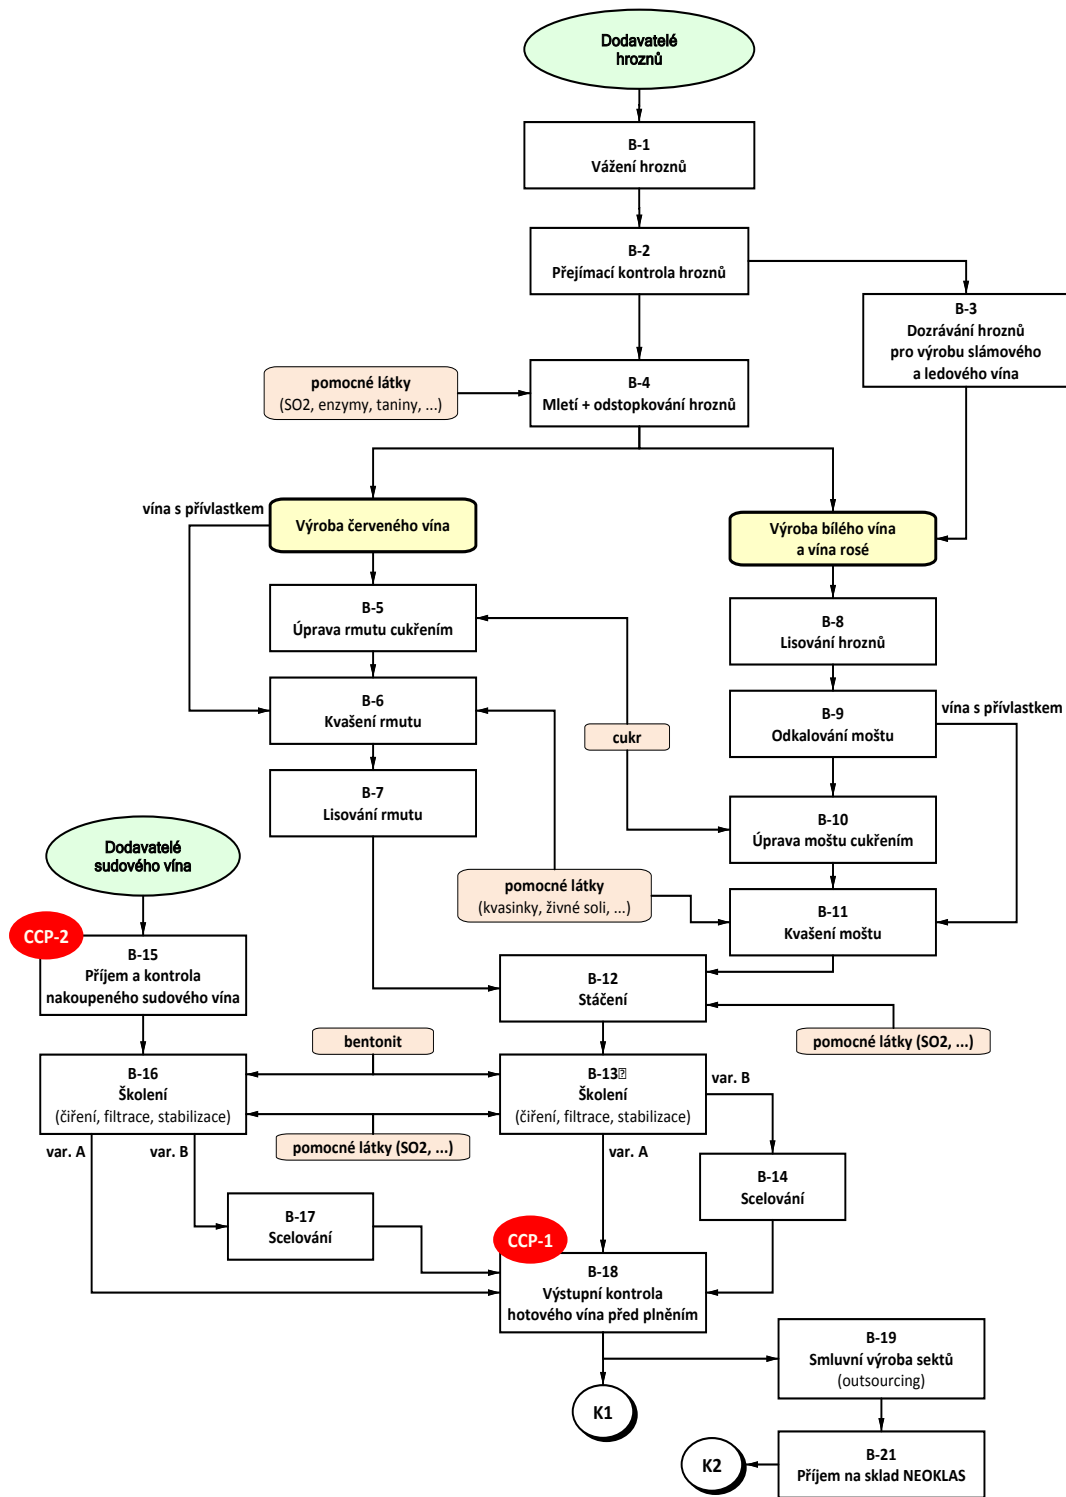 Dodavatelé
hroznů
B-1
Vážení hroznů
B-2
Přejímací kontrola hroznů
B-3
Dozrávání hroznů
pro výrobu slámového
a ledového vína
pomocné látky
(SO2, enzymy, taniny, ...)
B-4
Mletí + odstopkování hroznů
vína s přívlastkem
Výroba červeného vína
Výroba bílého vína
a vína rosé
B-5
Úprava rmutu cukřením
B-8
Lisování hroznů
B-6
Kvašení rmutu
B-9
Odkalování moštu
vína s přívlastkem
cukr
B-7
Lisování rmutu
B-10
Úprava moštu cukřením
Dodavatelé
sudového vína
pomocné látky
(kvasinky, živné soli, ...)
B-11
Kvašení moštu
CCP-2
B-15
Příjem a kontrola
nakoupeného sudového vína
B-12
Stáčení
bentonit
pomocné látky (SO2, ...)
B-16
Školení
(čiření, filtrace, stabilizace)
B-13
Školení
(čiření, filtrace, stabilizace)
var. B
pomocné látky (SO2, ...)
var. A
var. B
var. A
B-14
Scelování
B-17
Scelování
CCP-1
B-18
Výstupní kontrola
hotového vína před plněním
B-19
Smluvní výroba sektů
(outsourcing)
K1
K2
B-21
Příjem na sklad NEOKLAS